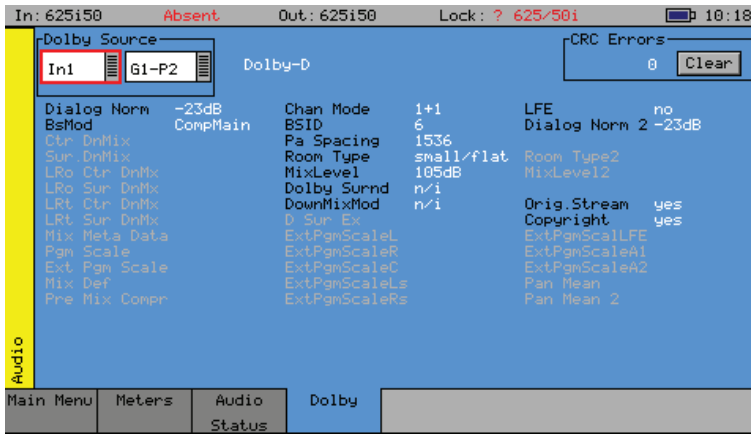 In: 625i50 Absent Out: 625i50 Lock: ? 625/50i 10:18
Dolby Source CRC Errors
In1 G1-P2 Dolby-D 0 Clear
Dialog Norm -23dB Chan Mode 1+1 LFE no
BsMod CompMain BSID 6 Dialog Norm 2 -23dB
Ctr DnMix Pa Spacing 1536
Sur.DnMix Room Type small/flat Room Type2
LRo Ctr DnMx MixLevel 105dB MixLevel2
LRo Sur DnMx Dolby Surnd n/i
LRt Ctr DnMx DownMixMod n/i Orig.Stream yes
LRt Sur DnMx D Sur Ex Copyright yes
Mix Meta Data ExtPgmScaleL ExtPgmScalLFE
Pgm Scale ExtPgmScaleR ExtPgmScaleA1
Ext Pgm Scale ExtPgmScaleC ExtPgmScaleA2
Mix Def ExtPgmScaleLs Pan Mean
Pre Mix Compr ExtPgmScaleRs Pan Mean 2
Audio
Main Menu Meters Audio Dolby
Status